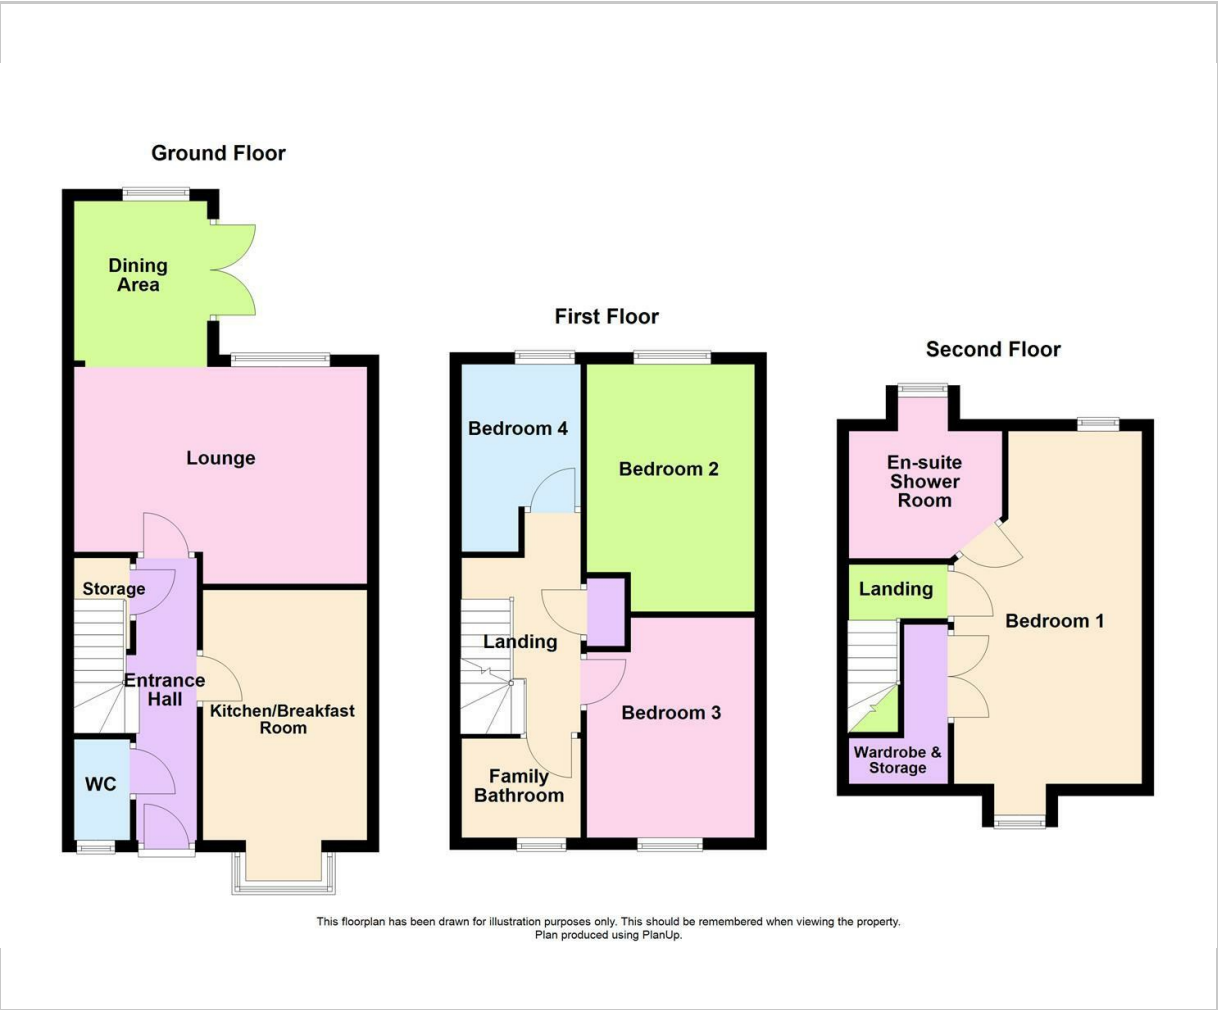 Ground Floor
Dining
Area
Lounge
Storage
Entrance
Hall
Kitchen/Breakfast
Room
WC
First Floor
Bedroom 4
Bedroom 2
Landing
Bedroom 3
Family
Bathroom
Second Floor
En-suite
Shower
Room
Landing
Bedroom 1
Wardrobe &
Storage
This floorplan has been drawn for illustration purposes only. This should be remembered when viewing the property.
Plan produced using PlanUp.